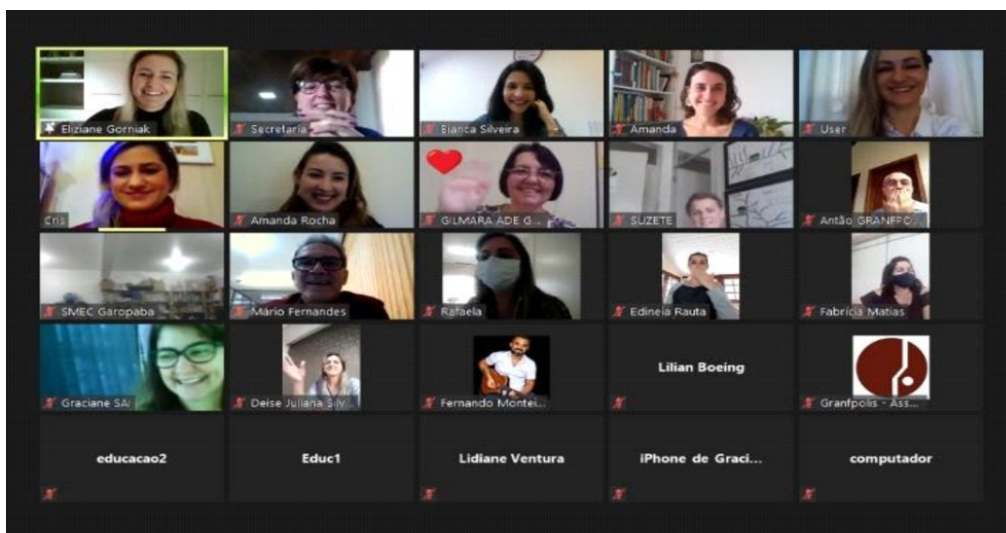 Eliziane Gorniak
Secretaria
Bianca Silveira
Amanda
User
Cris
Amanda Rocha
GILMARA ADE G...
SUZETE
Antão GRANFPO...
SMEC Garopaba
Mário Fernandes
Rafaela
Edineia Rauta
Fabrícia Matias
Graciane SAI
Deise Juliana Silv...
Fernando Montei...
Lilian Boeing
Granfpolis - Ass...
educacao2
Educ1
Lidiane Ventura
iPhone de Graci...
computador